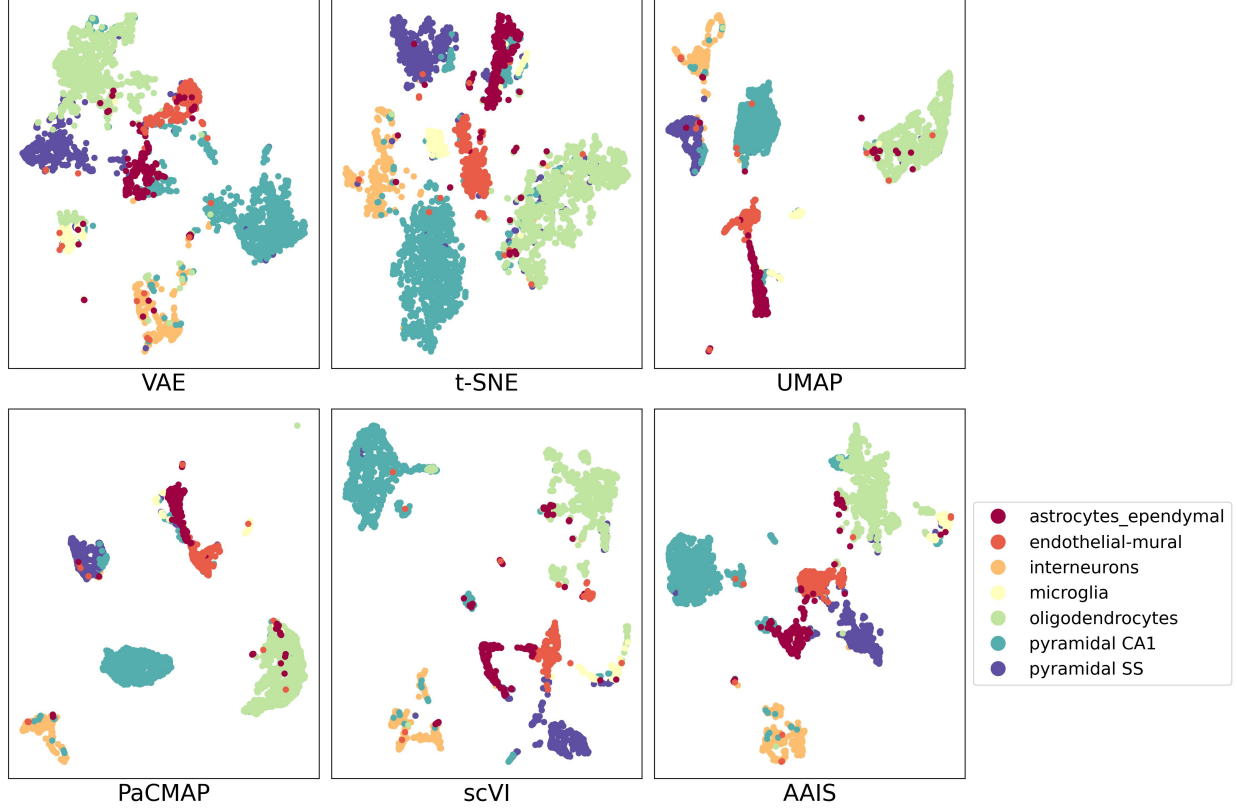 VAE
t-SNE
UMAP
PaCMAP
scVI
AAIS
astrocytes_ependymal
endothelial-mural
interneurons
microglia
oligodendrocytes
pyramidal CA1
pyramidal SS